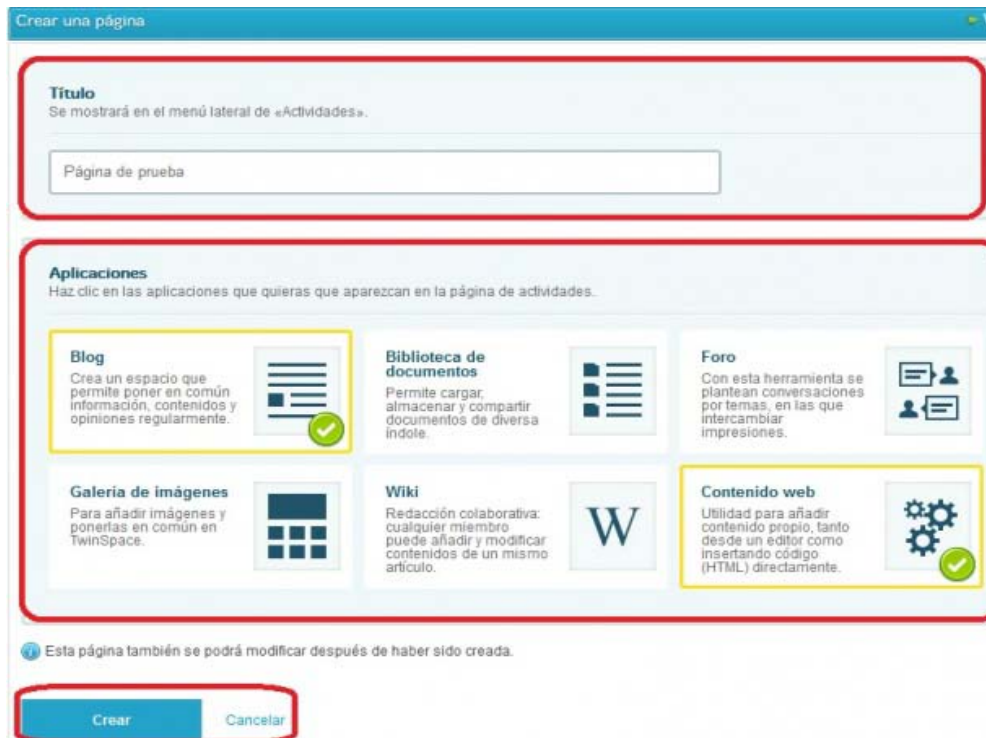 Crear una página
Título
Se mostrará en el menú lateral de «Actividades».
Página de prueba
Aplicaciones
Haz clic en las aplicaciones que quieras que aparezcan en la página de actividades.
Blog
Crea un espacio que
permite poner en común
información, contenidos y
opiniones regularmente.
Biblioteca de
documentos
Permite cargar,
almacenar y compartir
documentos de diversa
índole.
Foro
Con esta herramienta se
plantean conversaciones
por temas, en las que
intercambiar
impresiones.
Galería de imágenes
Para añadir imágenes y
ponerlas en común en
TwinSpace.
Wiki
Redacción colaborativa:
cualquier miembro
puede añadir y modificar
contenidos de un mismo
artículo.
W
Contenido web
Utilidad para añadir
contenido propio, tanto
desde un editor como
insertando código
(HTML) directamente.
Esta página también se podrá modificar después de haber sido creada.
Crear
Cancelar